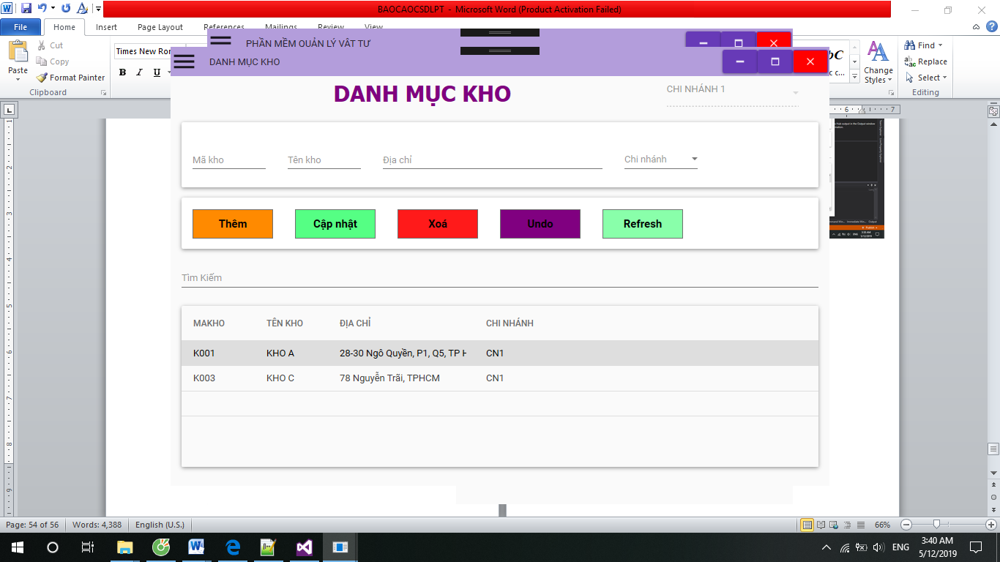 BAOCAOCSDLPT - Microsoft Word (Product Activation Failed)
File Home Insert Page Layout References Mailings Review View
Paste
Cut
Copy
Format Painter
Clipboard
Times New Ro
B I U
Change Styles
Find
Replace
Select
Editing
PHẦN MỀM QUẢN LÝ VẬT TƯ
DANH MỤC KHO
DANH MỤC KHO
CHI NHÁNH 1
Mã kho Tên kho Địa chỉ Chi nhánh
Thêm Cập nhật Xoá Undo Refresh
Tìm Kiếm
MAKHO TÊN KHO ĐỊA CHỈ CHI NHÁNH
K001 KHO A 28-30 Ngô Quyền, P1, Q5, TP H CN1
K003 KHO C 78 Nguyễn Trãi, TPHCM CN1
Page: 54 of 56 Words: 4,388 English (U.S.) 66%
ENG
3:40 AM
5/12/2019